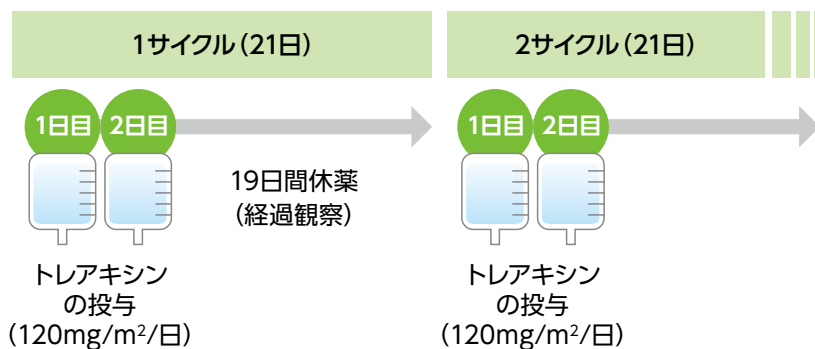 1サイクル（21日）
2サイクル（21日）
1日目
2日目
1日目
2日目
19日間休薬
（経過観察）
トレアキシン
の投与
（120mg/m²/日）
トレアキシン
の投与
（120mg/m²/日）